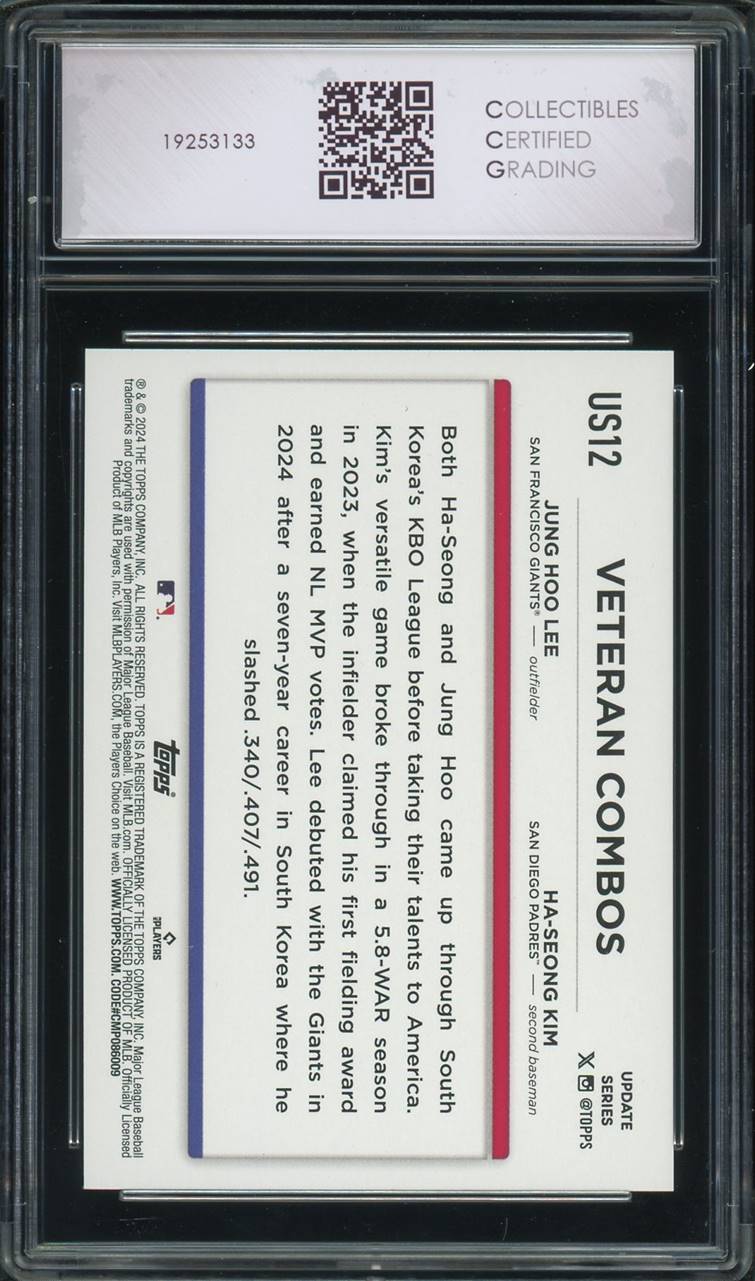 19253133
COLLECTIBLES
CERTIFIED
GRADING
US12
VETERAN COMBOS
UPDATE
SERIES
X @TOPPS
JUNG HOO LEE
SAN FRANCISCO GIANTS® — outfielder
HA-SEONG KIM
SAN DIEGO PADRES™ — second baseman
Both Ha-Seong and Jung Hoo came up through South
Korea's KBO League before taking their talents to America.
Kim's versatile game broke through in a 5.8-WAR season
in 2023, when the infielder claimed his first fielding award
and earned NL MVP votes. Lee debuted with the Giants in
2024 after a seven-year career in South Korea where he
slashed .340/.407/.491.
topps®
PLAYERS
® & © 2024 THE TOPPS COMPANY, INC. ALL RIGHTS RESERVED. TOPPS IS A REGISTERED TRADEMARK OF THE TOPPS COMPANY, INC. Major League Baseball
trademarks and copyrights are used with permission of Major League Baseball. Visit MLB.com. OFFICIALLY LICENSED PRODUCT OF MLB. Officially Licensed
Product of MLB Players, Inc. Visit MLBPLAYERS.COM, the Players Choice on the web. WWW.TOPPS.COM. CODE#CMP086009